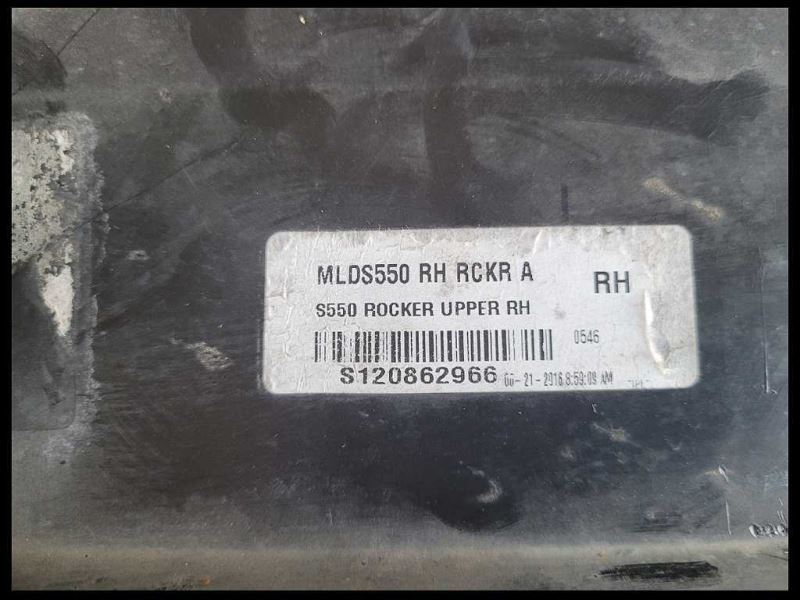 MLDS550 RH RCKR A
RH
S550 ROCKER UPPER RH
0546
S120862966 06-21-2016 8:59:09 AM